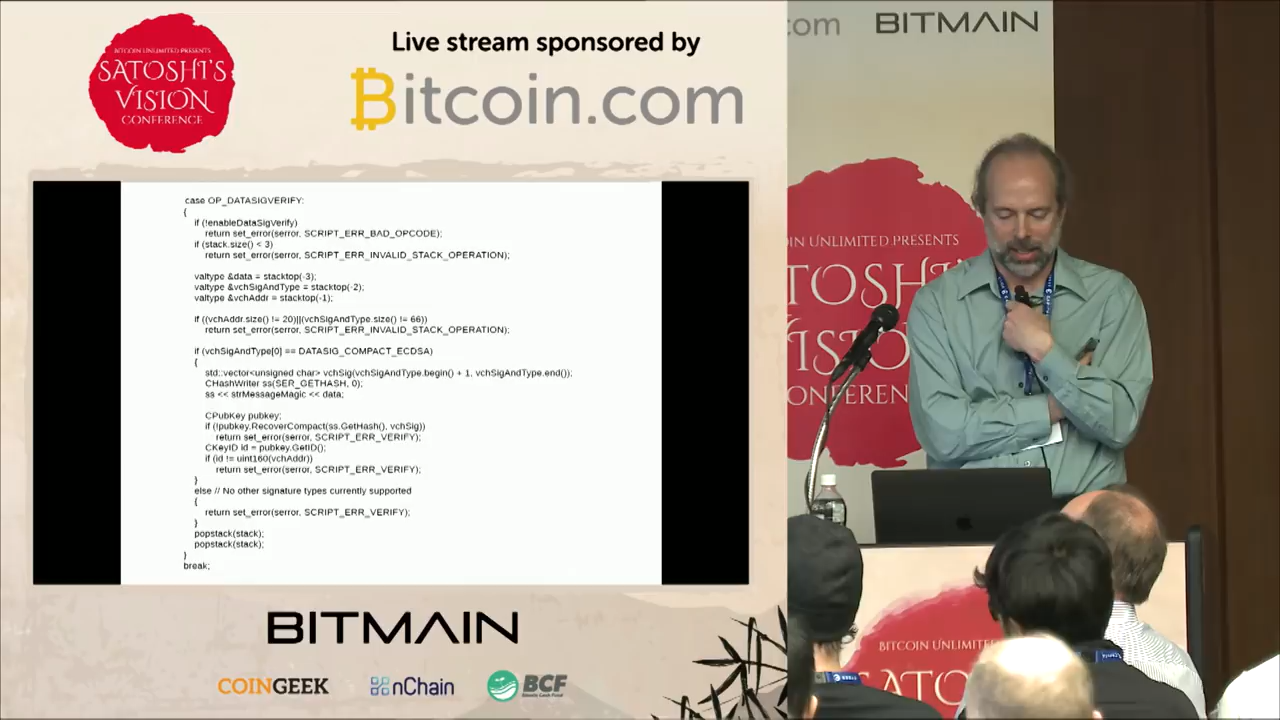 BITCOIN UNLIMITED PRESENTS
SATOSHI'S
VISION
CONFERENCE
Live stream sponsored by
Bitcoin.com
case OP_DATASIGVERIFY:
{
if (!enableDataSigVerify)
return set_error(serror, SCRIPT_ERR_BAD_OPCODE);
if (stack.size() < 3)
return set_error(serror, SCRIPT_ERR_INVALID_STACK_OPERATION);
valtype &data = stacktop(-3);
valtype &vchSigAndType = stacktop(-2);
valtype &vchAddr = stacktop(-1);
if ((vchAddr.size() != 20)||(vchSigAndType.size() != 66))
return set_error(serror, SCRIPT_ERR_INVALID_STACK_OPERATION);
if (vchSigAndType[0] == DATASIG_COMPACT_ECDSA)
{
std::vector<unsigned char> vchSig(vchSigAndType.begin() + 1, vchSigAndType.end());
CHashWriter ss(SER_GETHASH, 0);
ss << strMessageMagic << data;
CPubKey pubkey;
if (!pubkey.RecoverCompact(ss.GetHash(), vchSig))
return set_error(serror, SCRIPT_ERR_VERIFY);
CKeyID id = pubkey.GetID();
if (id != uint160(vchAddr))
return set_error(serror, SCRIPT_ERR_VERIFY);
}
else // No other signature types currently supported
{
return set_error(serror, SCRIPT_ERR_VERIFY);
}
popstack(stack);
popstack(stack);
}
break;
BITMAIN
COINGEEK
nChain
BCF
.com
BITMAIN
IN UNLIMITED PRESENTS
TOSHI'
ISIO
ONFEREN
BITCOIN UNLIMITED
SATO